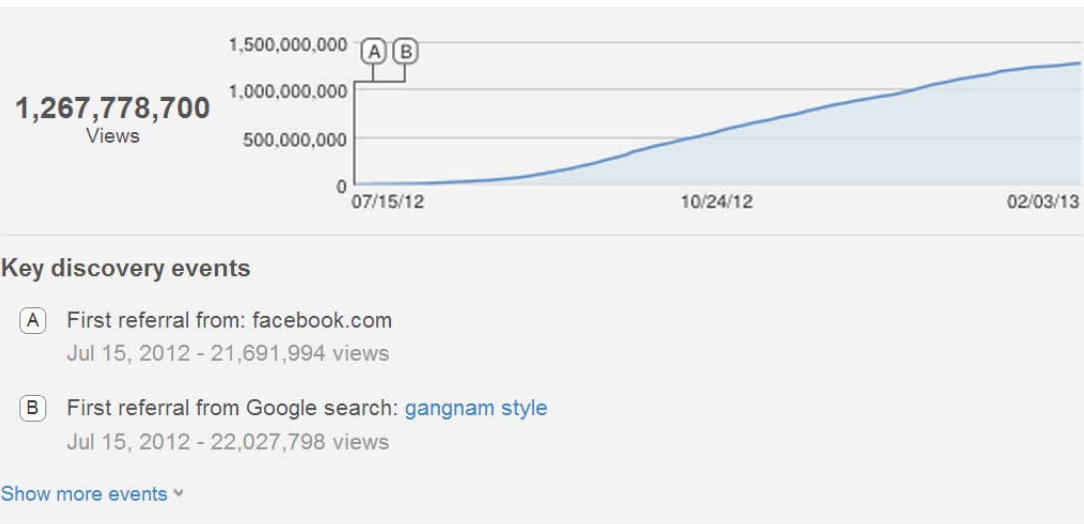 1,500,000,000
A B
1,000,000,000
1,267,778,700
Views
500,000,000
0
07/15/12 10/24/12 02/03/13
Key discovery events
A First referral from: facebook.com
Jul 15, 2012 - 21,691,994 views
B First referral from Google search: gangnam style
Jul 15, 2012 - 22,027,798 views
Show more events